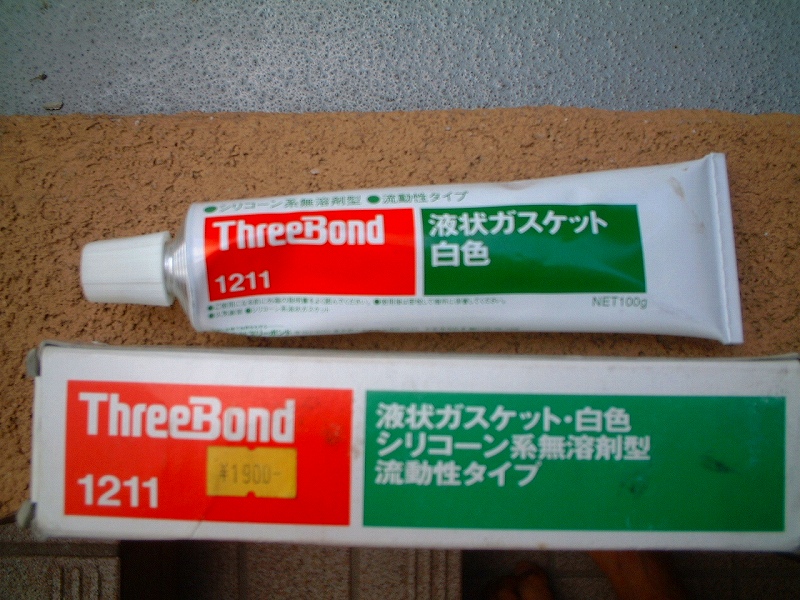 ●シリコーン系無溶剤型 ●流動性タイプ
ThreeBond
1211
液状ガスケット
白色
NET100g
ThreeBond
1211
¥1900-
液状ガスケット・白色
シリコーン系無溶剤型
流動性タイプ